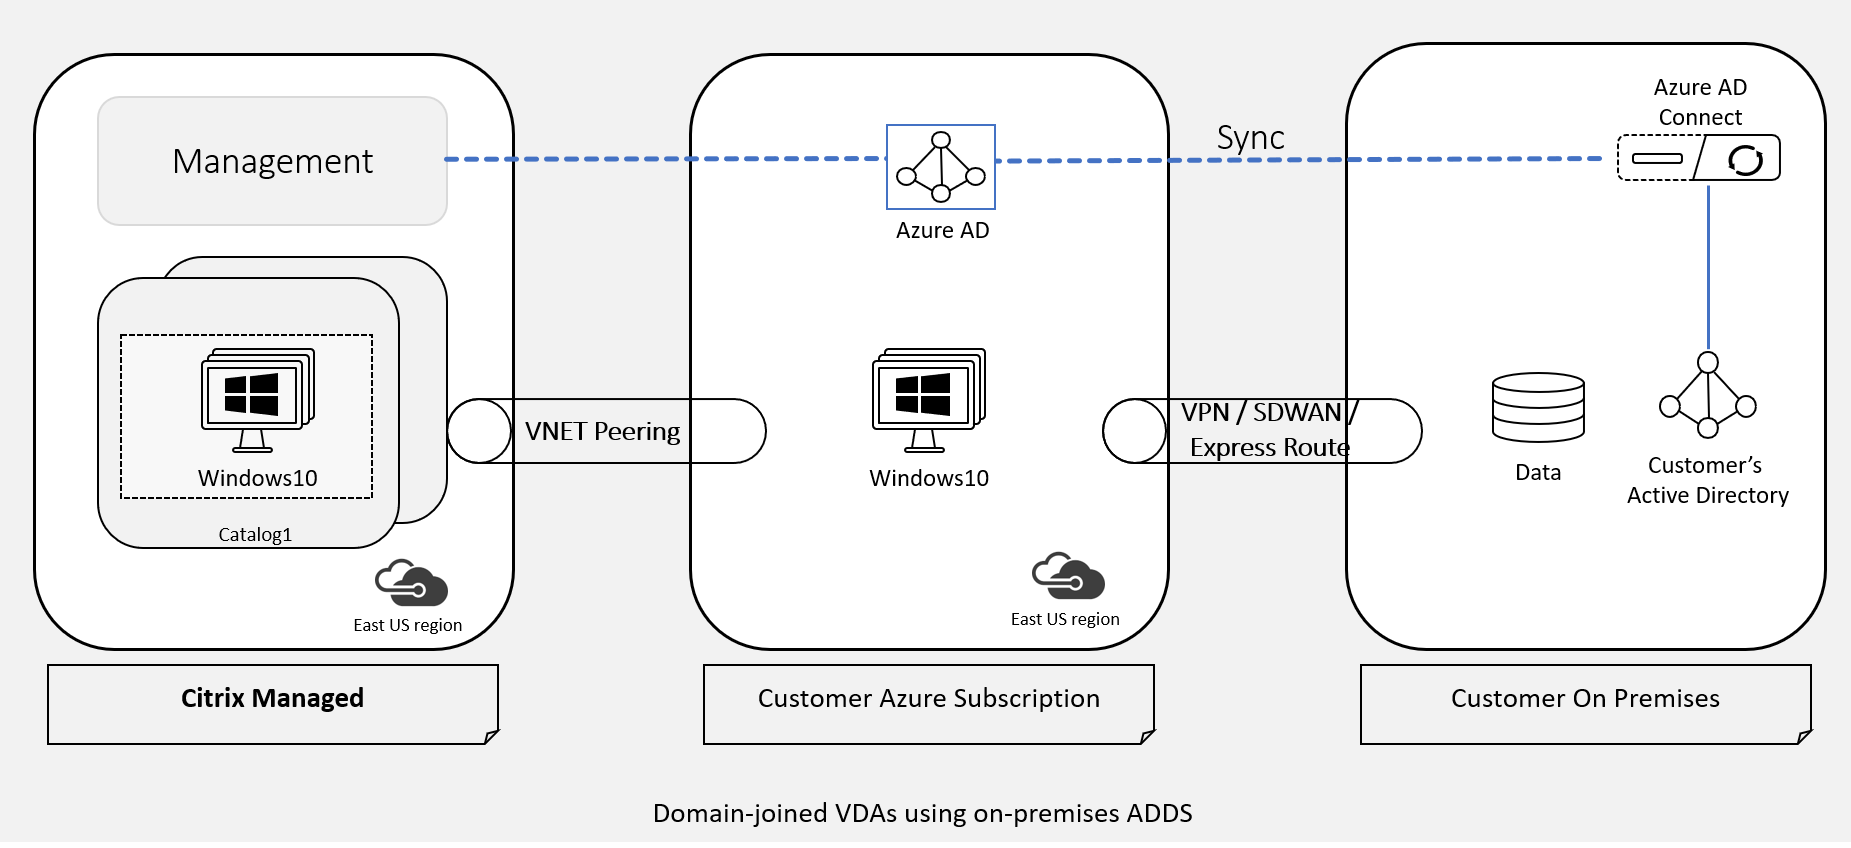 Management
Windows10
Catalog1
East US region
Citrix Managed
VNET Peering
Azure AD
Windows10
East US region
Customer Azure Subscription
Sync
VPN / SDWAN /
Express Route
Azure AD
Connect
Data
Customer’s
Active Directory
Customer On Premises
Domain-joined VDAs using on-premises ADDS